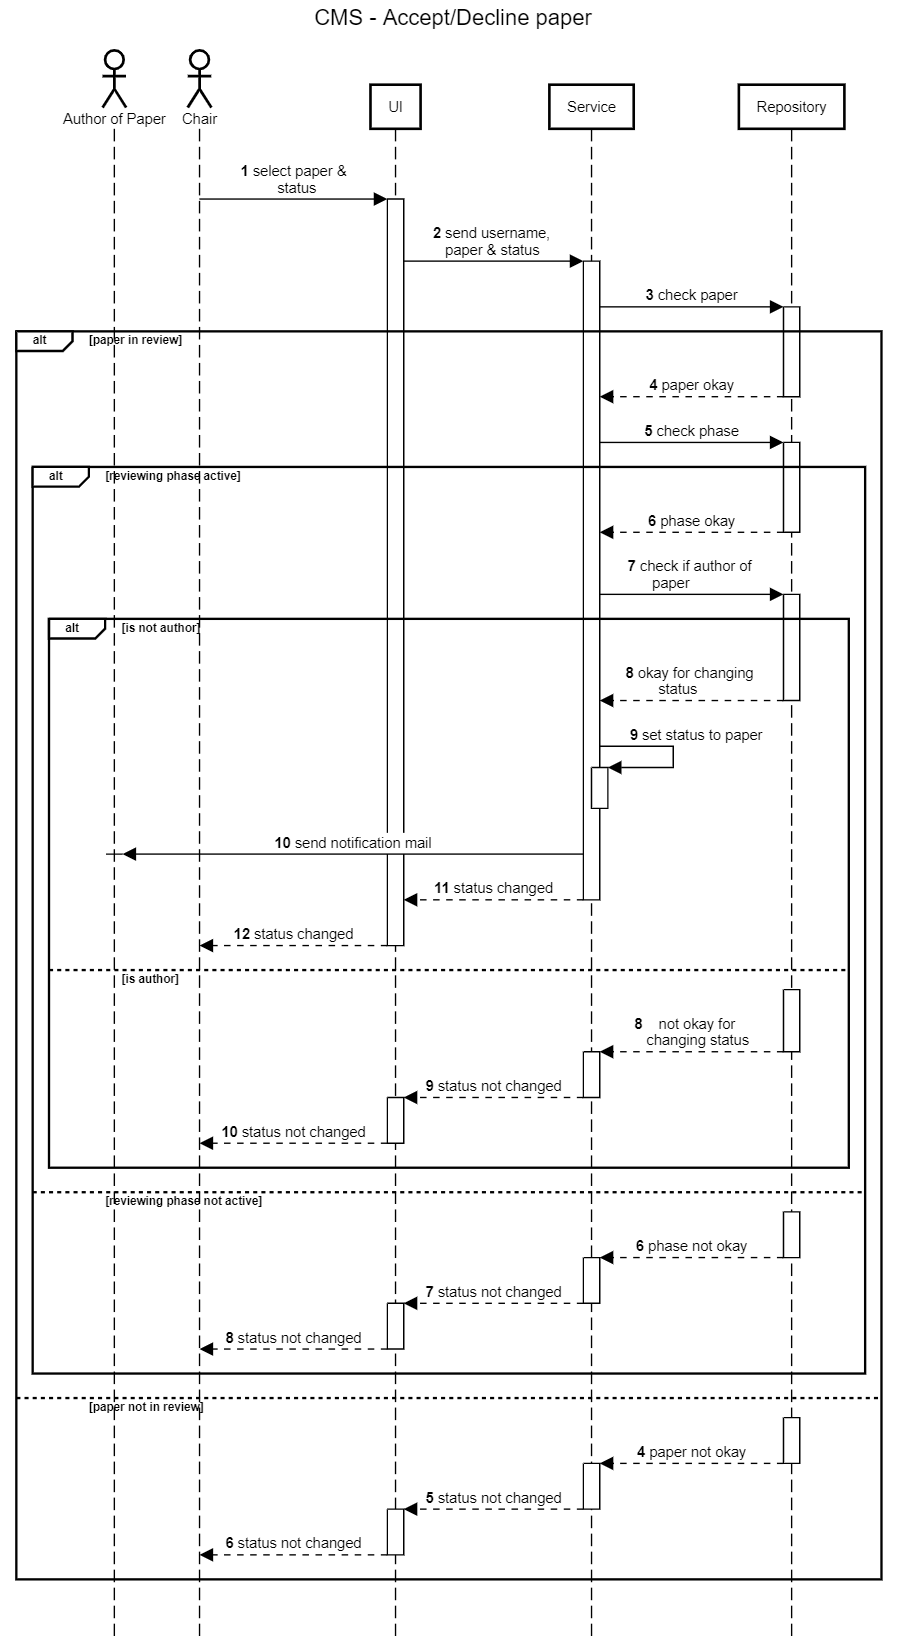 CMS - Accept/Decline paper
Author of Paper
Chair
UI
Service
Repository
1 select paper &
status
2 send username,
paper & status
3 check paper
alt
[paper in review]
4 paper okay
5 check phase
alt
[reviewing phase active]
6 phase okay
7 check if author of
paper
alt
[is not author]
8 okay for changing
status
9 set status to paper
10 send notification mail
11 status changed
12 status changed
[is author]
8 not okay for
changing status
9 status not changed
10 status not changed
[reviewing phase not active]
6 phase not okay
7 status not changed
8 status not changed
[paper not in review]
4 paper not okay
5 status not changed
6 status not changed